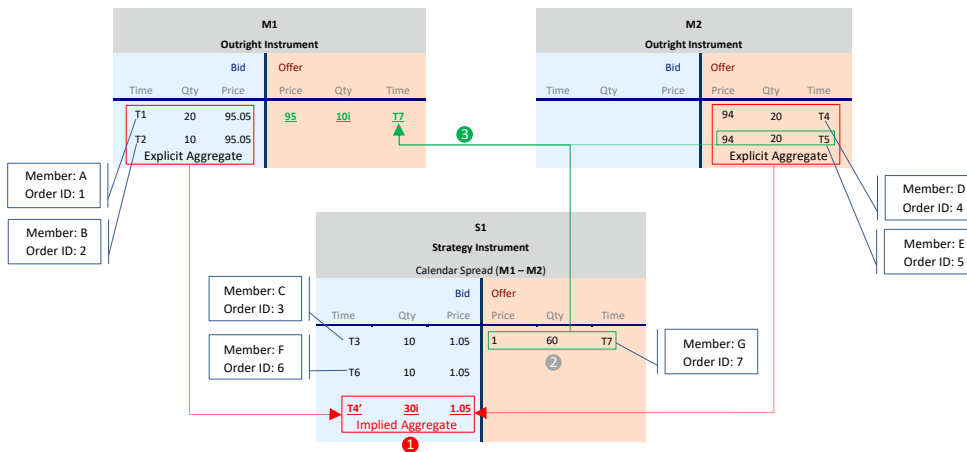 M1
Outright Instrument
Bid Offer
Time Qty Price Price Qty Time
T1 20 95.05 95 10i T7
T2 10 95.05
Explicit Aggregate
M2
Outright Instrument
Bid Offer
Time Qty Price Price Qty Time
94 20 T4
94 20 T5
Explicit Aggregate
3
Member: A
Order ID: 1
Member: B
Order ID: 2
Member: D
Order ID: 4
Member: E
Order ID: 5
S1
Strategy Instrument
Calendar Spread (M1 – M2)
Bid Offer
Time Qty Price Price Qty Time
T3 10 1.05 1 60 T7
2
T6 10 1.05
T4' 30i 1.05
Implied Aggregate
1
Member: C
Order ID: 3
Member: F
Order ID: 6
Member: G
Order ID: 7